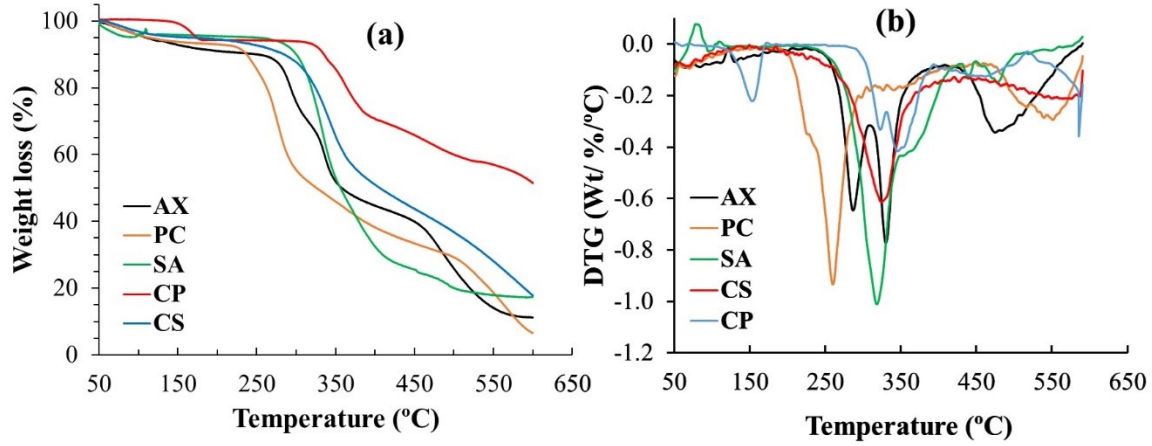 (a)
Weight loss (%)
100
80
60
40
20
0
AX
PC
SA
CP
CS
50 150 250 350 450 550 650
Temperature (ºC)
(b)
DTG (Wt/ %/ºC)
0.0
-0.2
-0.4
-0.6
-0.8
-1.0
-1.2
AX
PC
SA
CS
CP
50 150 250 350 450 550 650
Temperature (ºC)